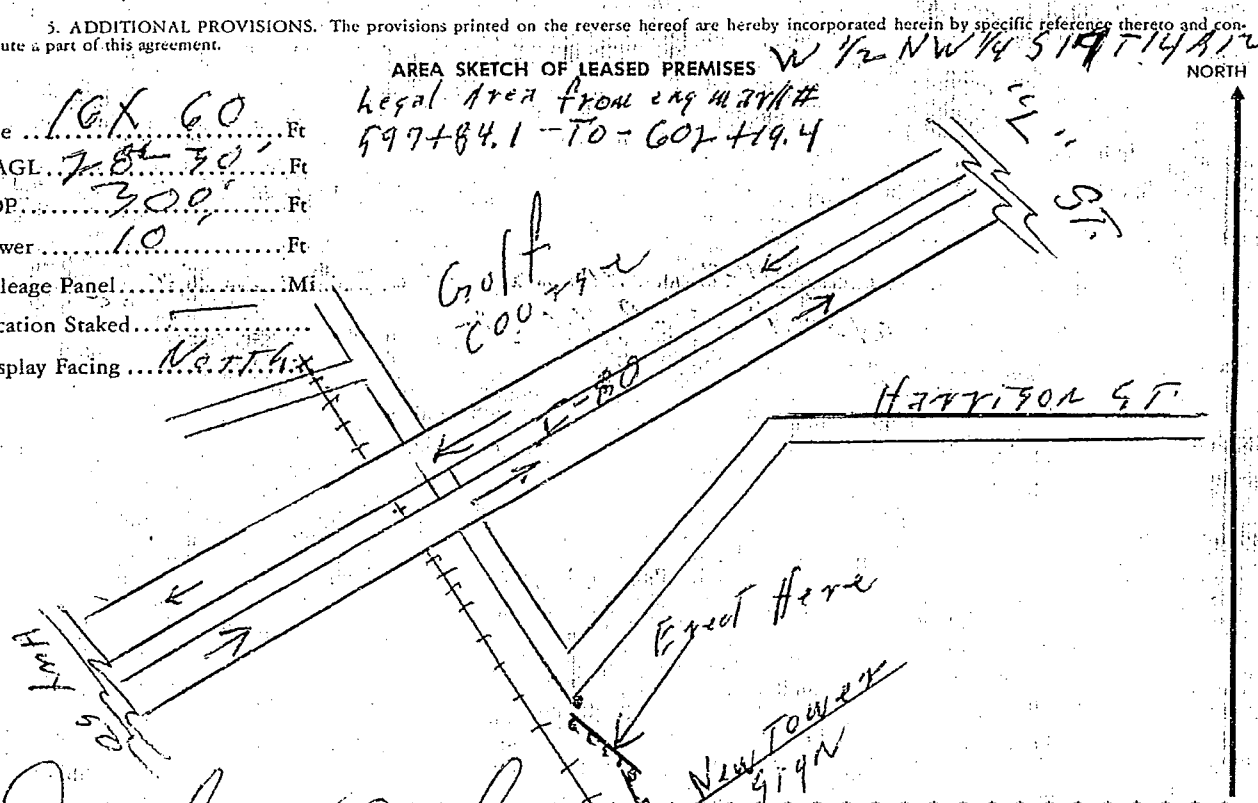 5. ADDITIONAL PROVISIONS. The provisions printed on the reverse hereof are hereby incorporated herein by specific reference thereto and con-
ute a part of this agreement.
AREA SKETCH OF LEASED PREMISES W 1/2 NW 1/4 T14 R12
NORTH
Legal Area from eng mark#
597+84.1 - TO - 602+19.4
16X 60 Ft
AGL 28'-30' Ft
OP 300' Ft
wer 10' Ft
leage Panel Mi
cation Staked
splay Facing North
"L" ST.
Golf
course
I-80
Harrison ST.
Erect Here
Hwy 50
New Tower
Sign